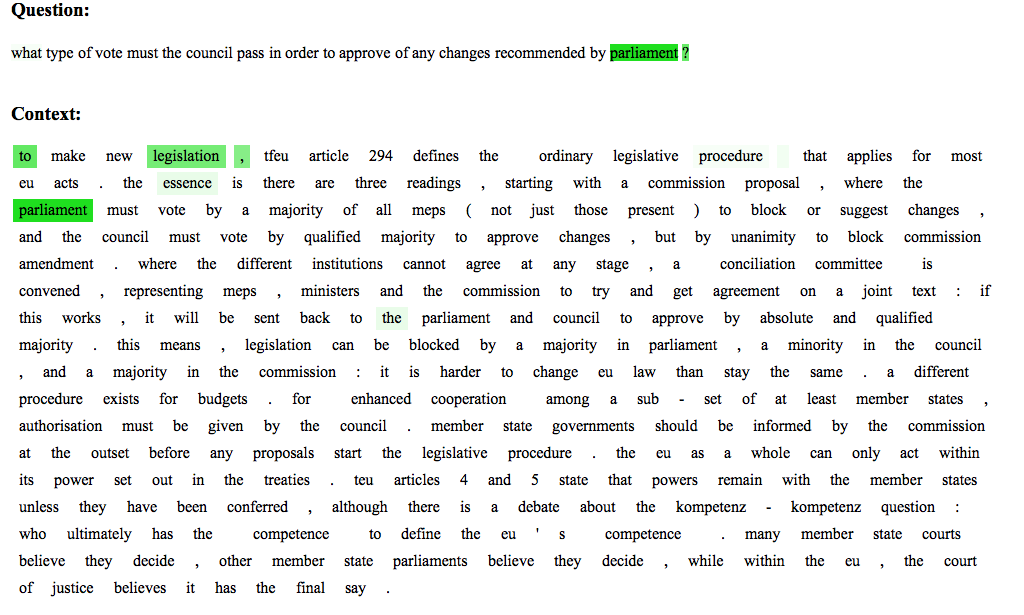 Question:
what type of vote must the council pass in order to approve of any changes recommended by parliament ?
Context:
to make new legislation , tfeu article 294 defines the ordinary legislative procedure that applies for most
eu acts . the essence is there are three readings , starting with a commission proposal , where the
parliament must vote by a majority of all meps ( not just those present ) to block or suggest changes ,
and the council must vote by qualified majority to approve changes , but by unanimity to block commission
amendment . where the different institutions cannot agree at any stage , a conciliation committee is
convened , representing meps , ministers and the commission to try and get agreement on a joint text : if
this works , it will be sent back to the parliament and council to approve by absolute and qualified
majority . this means , legislation can be blocked by a majority in parliament , a minority in the council
, and a majority in the commission : it is harder to change eu law than stay the same . a different
procedure exists for budgets . for enhanced cooperation among a sub - set of at least member states ,
authorisation must be given by the council . member state governments should be informed by the commission
at the outset before any proposals start the legislative procedure . the eu as a whole can only act within
its power set out in the treaties . teu articles 4 and 5 state that powers remain with the member states
unless they have been conferred , although there is a debate about the kompetenz - kompetenz question :
who ultimately has the competence to define the eu ' s competence . many member state courts
believe they decide , other member state parliaments believe they decide , while within the eu , the court
of justice believes it has the final say .